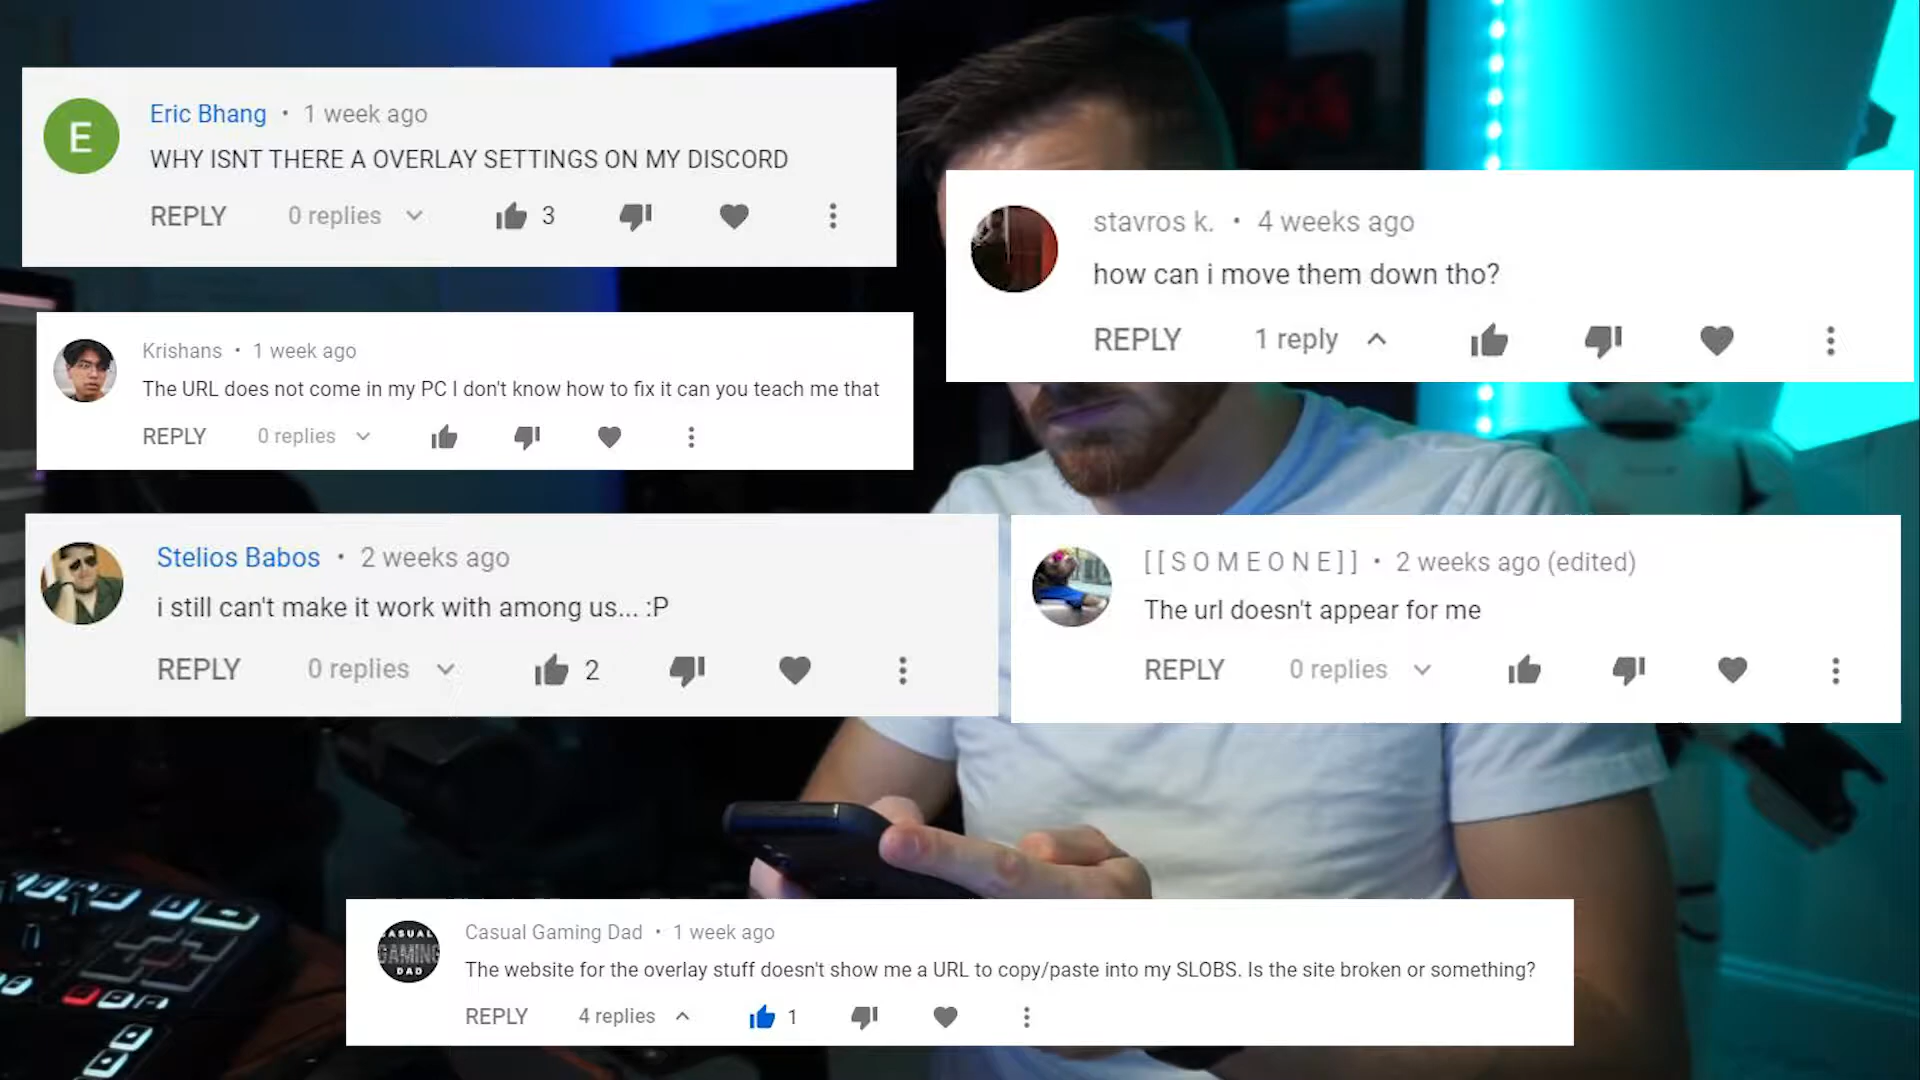 E
Eric Bhang • 1 week ago
WHY ISNT THERE A OVERLAY SETTINGS ON MY DISCORD
REPLY 0 replies 3
stavros k. • 4 weeks ago
how can i move them down tho?
REPLY 1 reply
Krishans • 1 week ago
The URL does not come in my PC I don't know how to fix it can you teach me that
REPLY 0 replies
Stelios Babos • 2 weeks ago
i still can't make it work with among us... :P
REPLY 0 replies 2
[ [ S O M E O N E ] ] • 2 weeks ago (edited)
The url doesn't appear for me
REPLY 0 replies
CASUAL
GAMING
DAD
Casual Gaming Dad • 1 week ago
The website for the overlay stuff doesn't show me a URL to copy/paste into my SLOBS. Is the site broken or something?
REPLY 4 replies 1